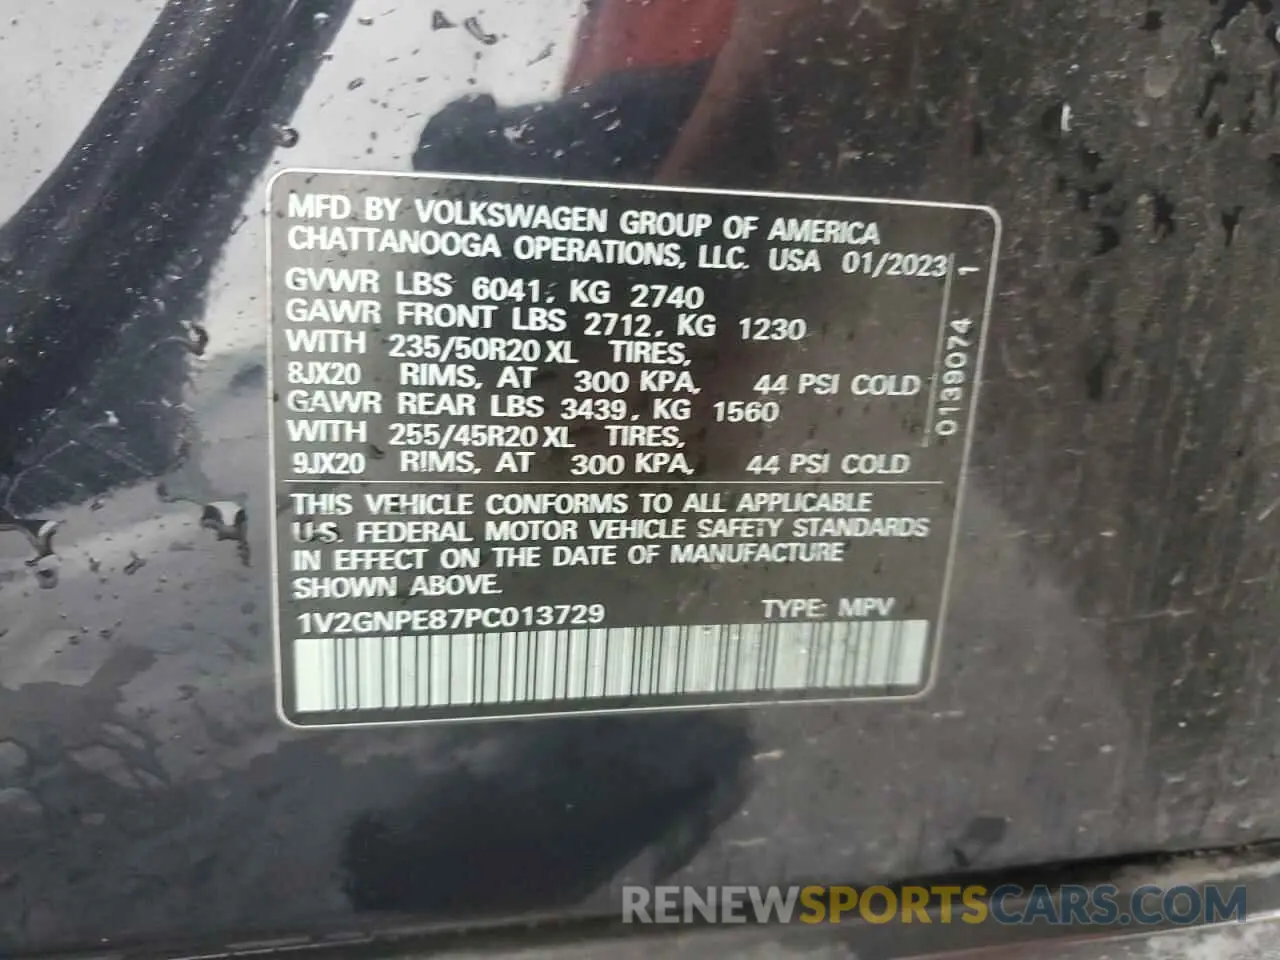 MFD BY VOLKSWAGEN GROUP OF AMERICA
CHATTANOOGA OPERATIONS, LLC. USA 01/2023
GVWR LBS 6041, KG 2740
GAWR FRONT LBS 2712, KG 1230
WITH 235/50R20 XL TIRES,
8JX20 RIMS, AT 300 KPA, 44 PSI COLD
GAWR REAR LBS 3439, KG 1560
WITH 255/45R20 XL TIRES,
9JX20 RIMS, AT 300 KPA, 44 PSI COLD
0139074 1
THIS VEHICLE CONFORMS TO ALL APPLICABLE
U.S. FEDERAL MOTOR VEHICLE SAFETY STANDARDS
IN EFFECT ON THE DATE OF MANUFACTURE
SHOWN ABOVE.
1V2GNPE87PC013729 TYPE: MPV
RENEWSPORTSCARS.COM